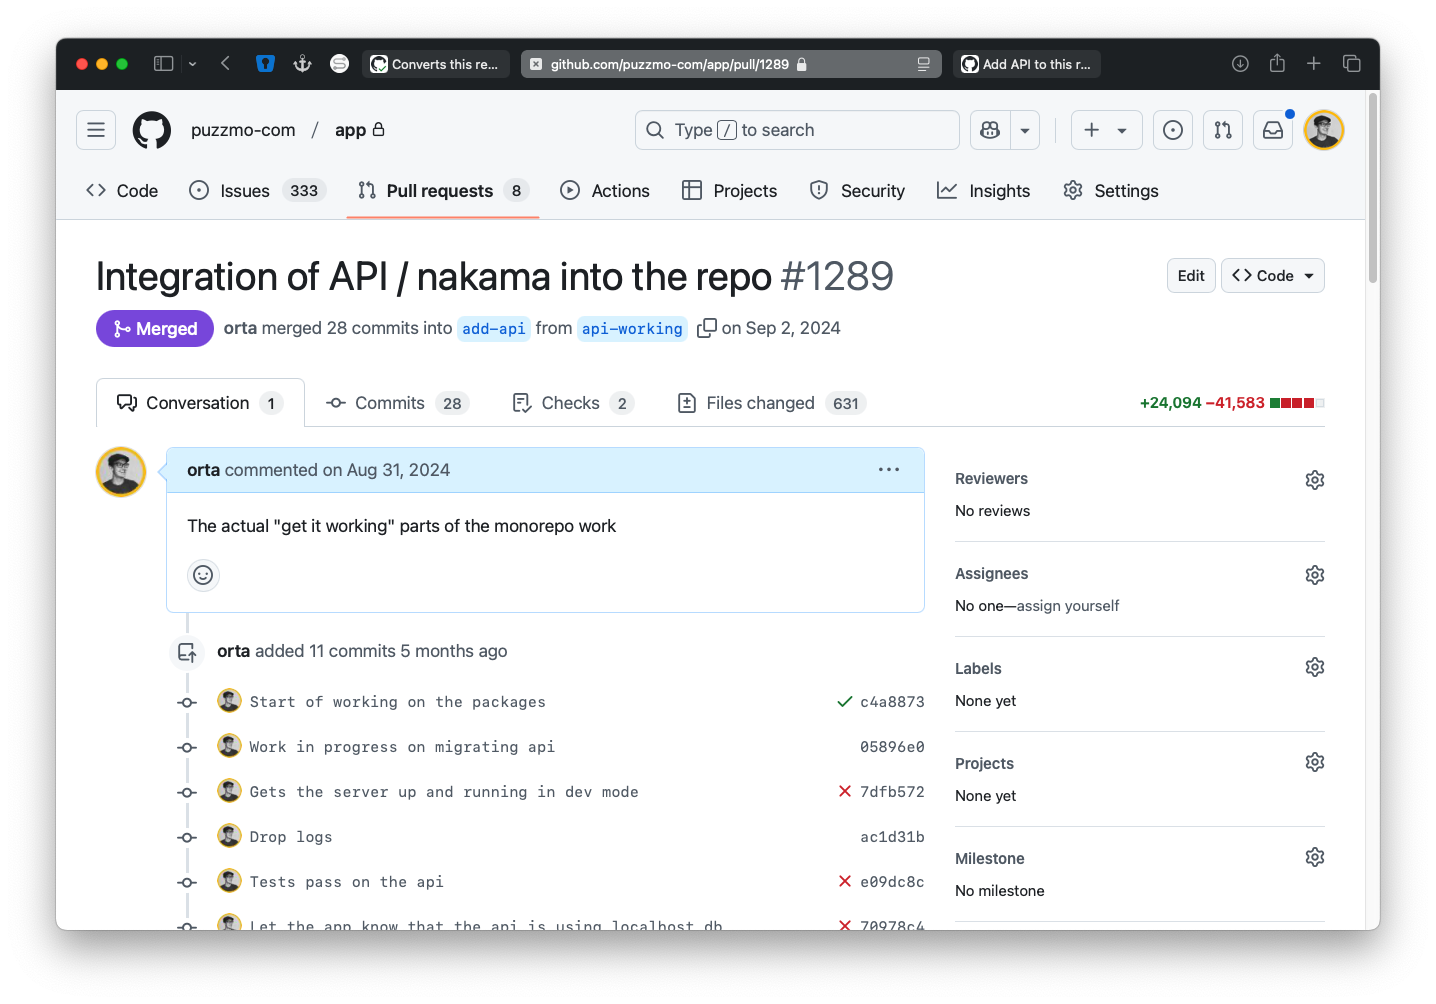 Converts this re...
github.com/puzzmo-com/app/pull/1289
Add API to this r...
puzzmo-com / app
Type / to search
Code
Issues 333
Pull requests 8
Actions
Projects
Security
Insights
Settings
Integration of API / nakama into the repo #1289
Edit
Code
Merged
orta merged 28 commits into add-api from api-working on Sep 2, 2024
Conversation 1
Commits 28
Checks 2
Files changed 631
+24,094 −41,583
orta commented on Aug 31, 2024
The actual "get it working" parts of the monorepo work
orta added 11 commits 5 months ago
Start of working on the packages c4a8873
Work in progress on migrating api 05896e0
Gets the server up and running in dev mode 7dfb572
Drop logs ac1d31b
Tests pass on the api e09dc8c
Let the app know that the api is using localhost db 70978c4
Reviewers
No reviews
Assignees
No one—assign yourself
Labels
None yet
Projects
None yet
Milestone
No milestone